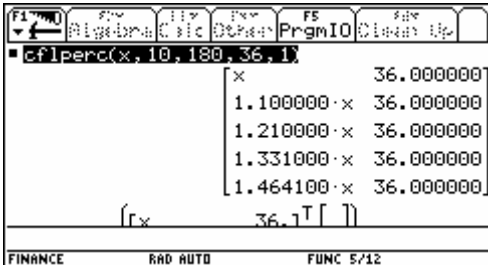 F1 F2 F3 F4 F5 F6
Algebra Calc Other PrgmIO Clean Up
▪ cflperc(x,10,180,36,1)
[x 36.000000]
1.100000·x 36.000000
1.210000·x 36.000000
1.331000·x 36.000000
1.464100·x 36.000000
([x 36.]ᵀ [ ])
FINANCE RAD AUTO FUNC 5/12